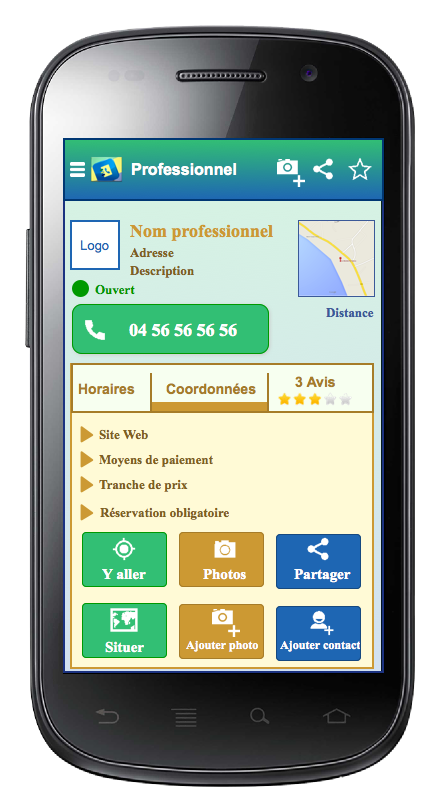 Professionnel
Logo
Nom professionnel
Adresse
Description
Ouvert
Distance
04 56 56 56 56
Horaires
Coordonnées
3 Avis
Site Web
Moyens de paiement
Tranche de prix
Réservation obligatoire
Y aller
Photos
Partager
Situer
Ajouter photo
Ajouter contact